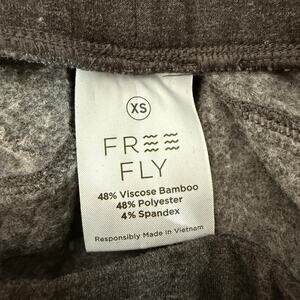 XS
FREE
FLY
48% Viscose Bamboo
48% Polyester
4% Spandex
Responsibly Made in Vietnam